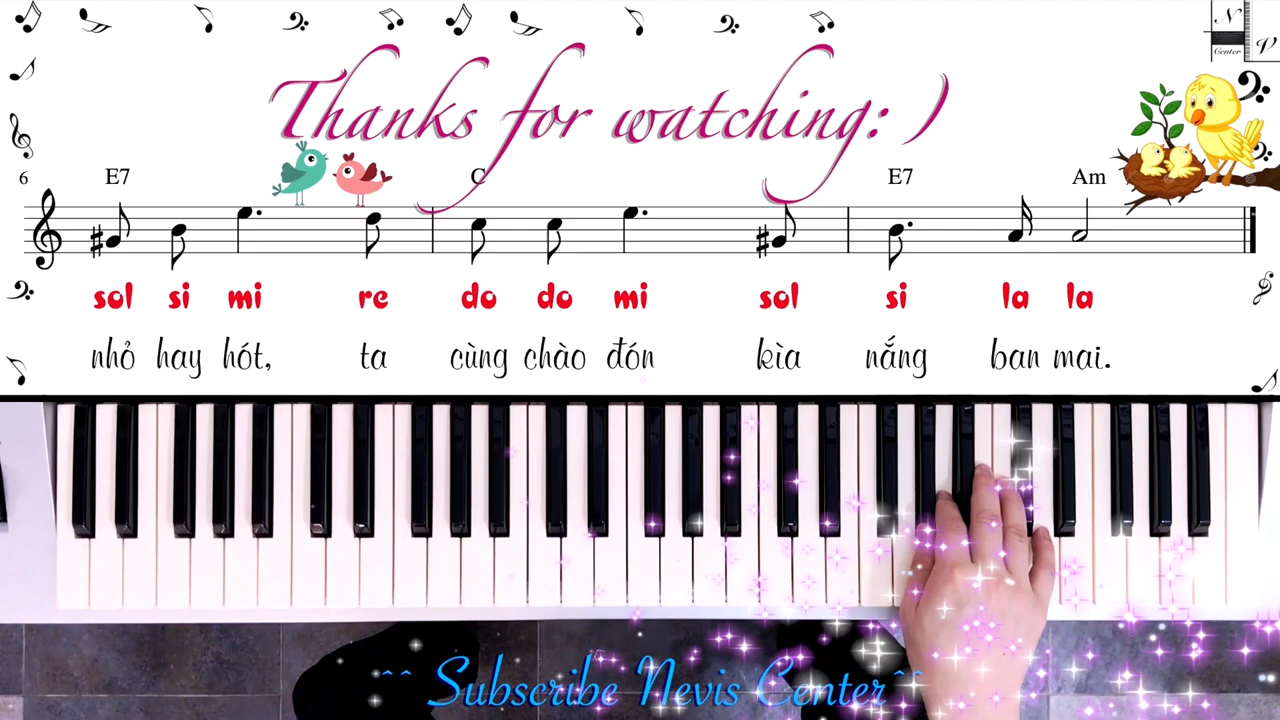 N
Center
V
Thanks for watching: )
6
E7 C E7 Am
sol si mi re do do mi sol si la la
nhỏ hay hót, ta cùng chào đón kìa nắng ban mai.
^^ Subscribe Nevis Center^^